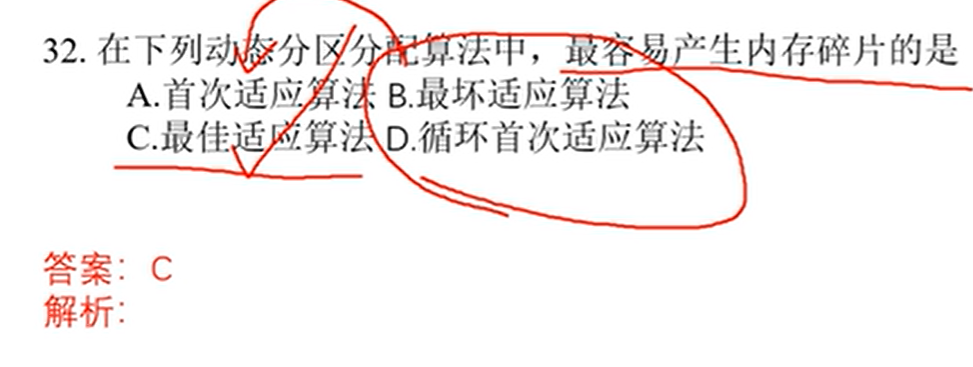 32. 在下列动态分区分配算法中，最容易产生内存碎片的是
A.首次适应算法 B.最坏适应算法
C.最佳适应算法 D.循环首次适应算法
答案：C
解析：